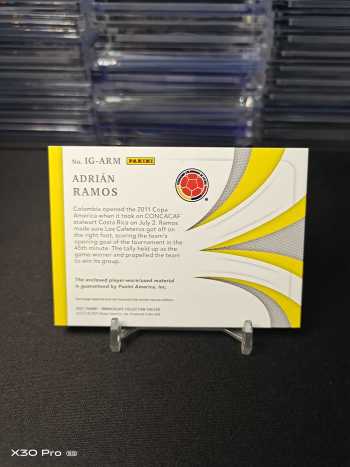 No. IG-ARM PANINI
ADRIÁN
RAMOS
Colombia opened the 2011 Copa
America when it took on CONCACAF
stalwart Costa Rica on July 2. Ramos
made sure Los Cafeteros got off on
the right foot, scoring the team's
opening goal of the tournament in the
45th minute. The tally held up as the
game winner and propelled the team
to win its group.
The enclosed player-worn/used material
is guaranteed by Panini America, Inc.
X30 Pro